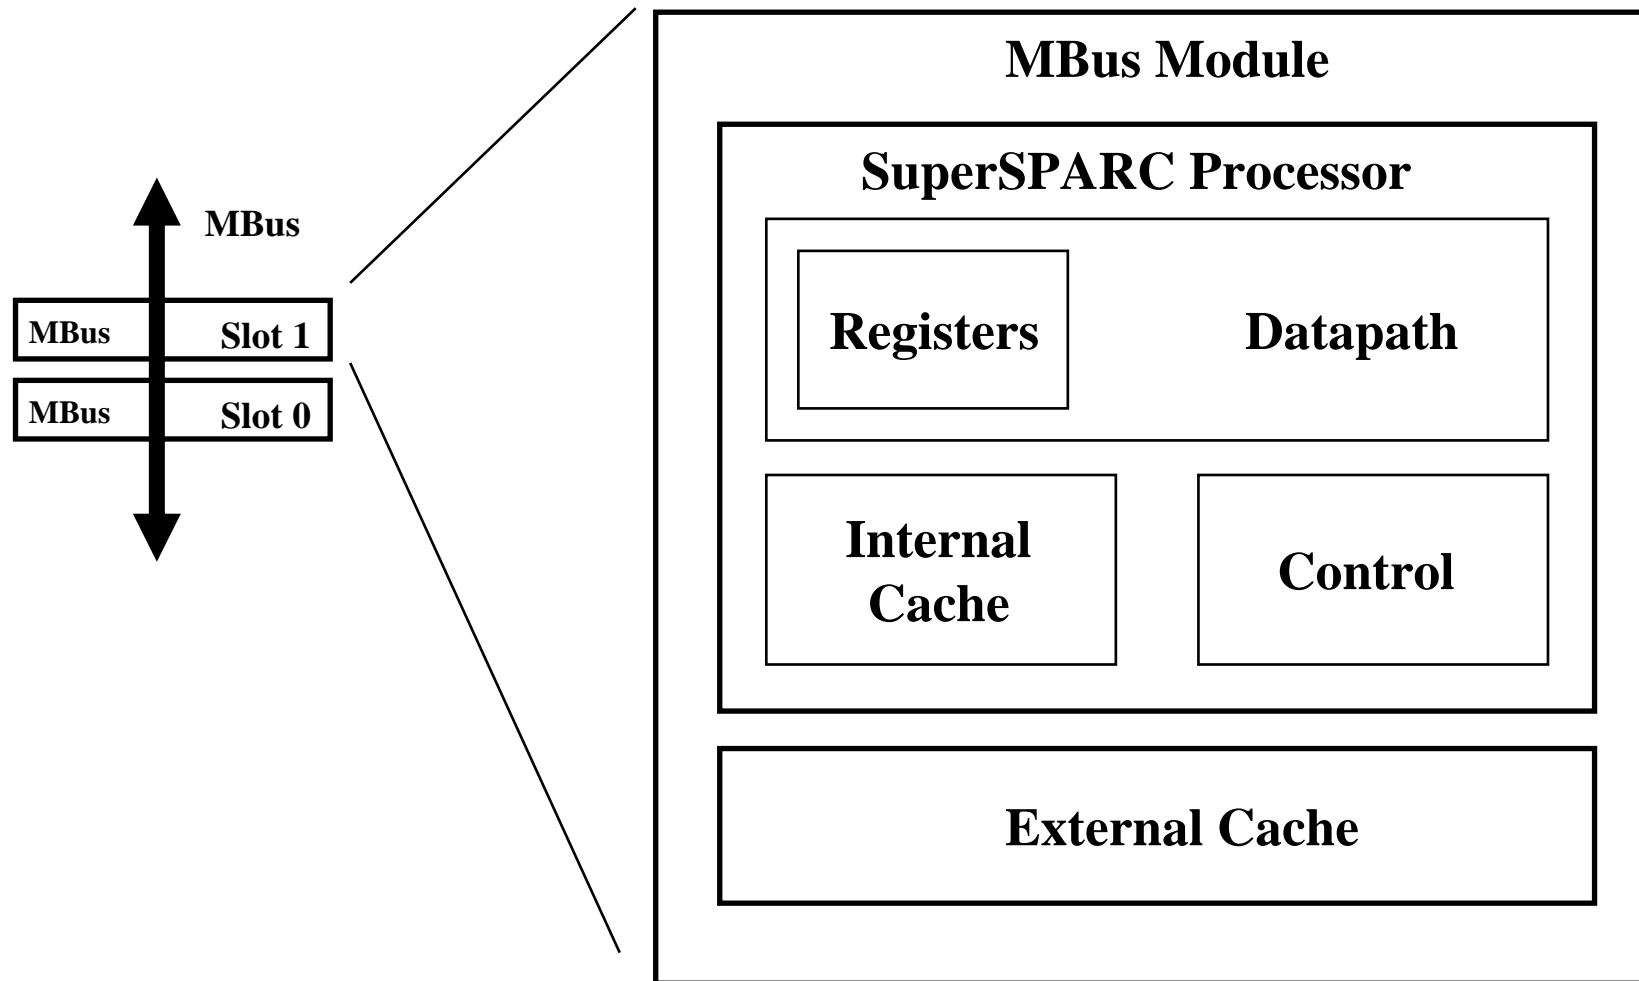 MBus
MBus Slot 1
MBus Slot 0
MBus Module
SuperSPARC Processor
Registers
Datapath
Internal
Cache
Control
External Cache